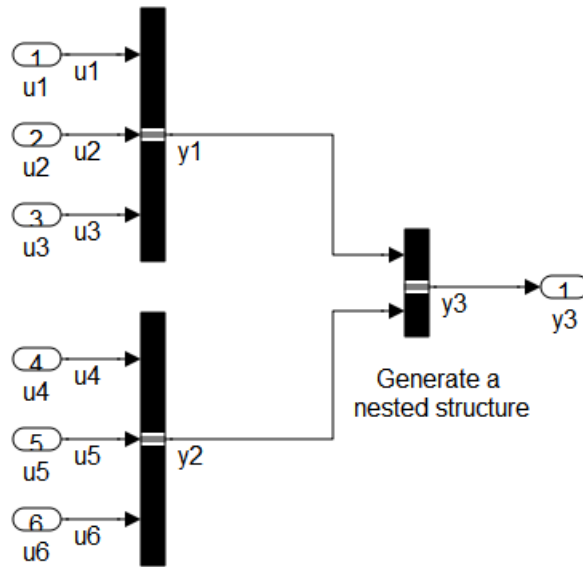 1 u1
u1
2 u2 y1
u2
3 u3
u3
1
y3
y3
4 u4
u4
Generate a
nested structure
5 u5 y2
u5
6 u6
u6